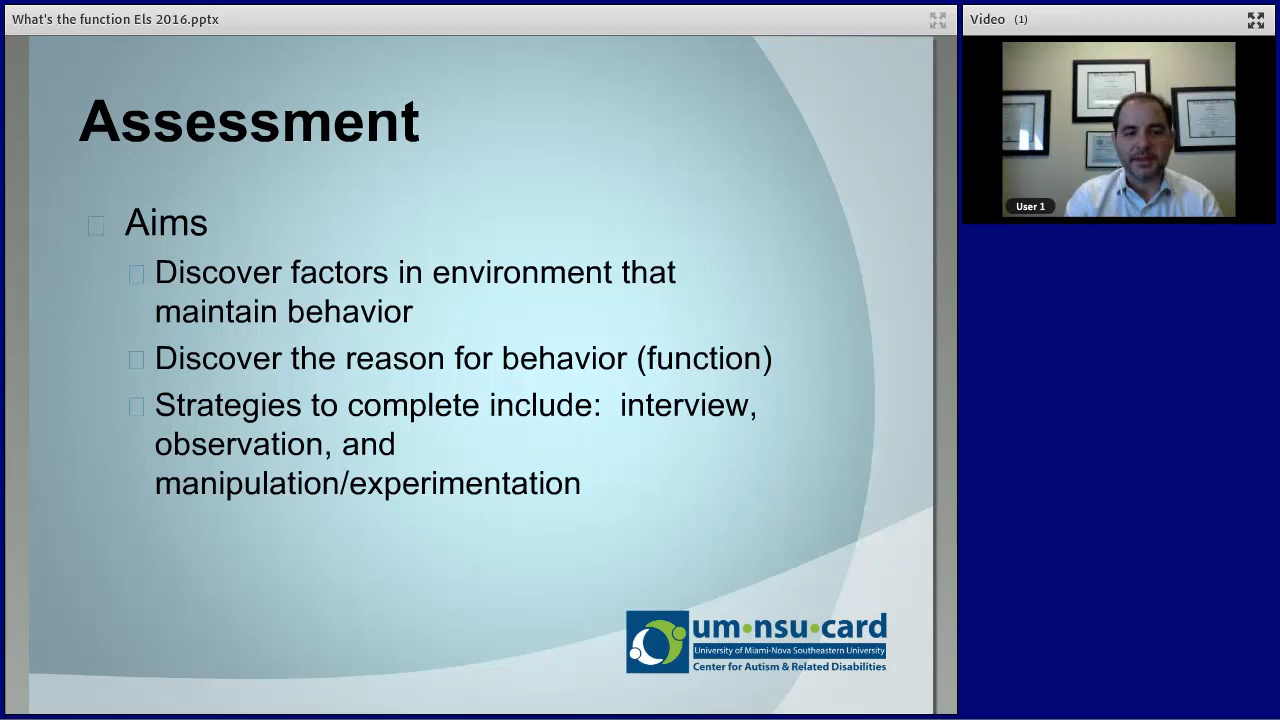 What's the function Els 2016.pptx
Video (1)
Assessment
Aims
Discover factors in environment that
maintain behavior
Discover the reason for behavior (function)
Strategies to complete include: interview,
observation, and
manipulation/experimentation
User 1
um•nsu•card
University of Miami-Nova Southeastern University
Center for Autism & Related Disabilities